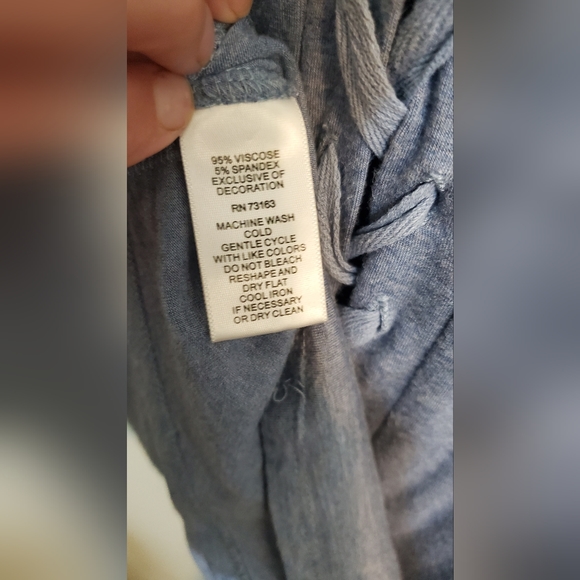 95% VISCOSE
5% SPANDEX
EXCLUSIVE OF
DECORATION
RN 73163
MACHINE WASH
COLD
GENTLE CYCLE
WITH LIKE COLORS
DO NOT BLEACH
RESHAPE AND
DRY FLAT
COOL IRON
IF NECESSARY
OR DRY CLEAN